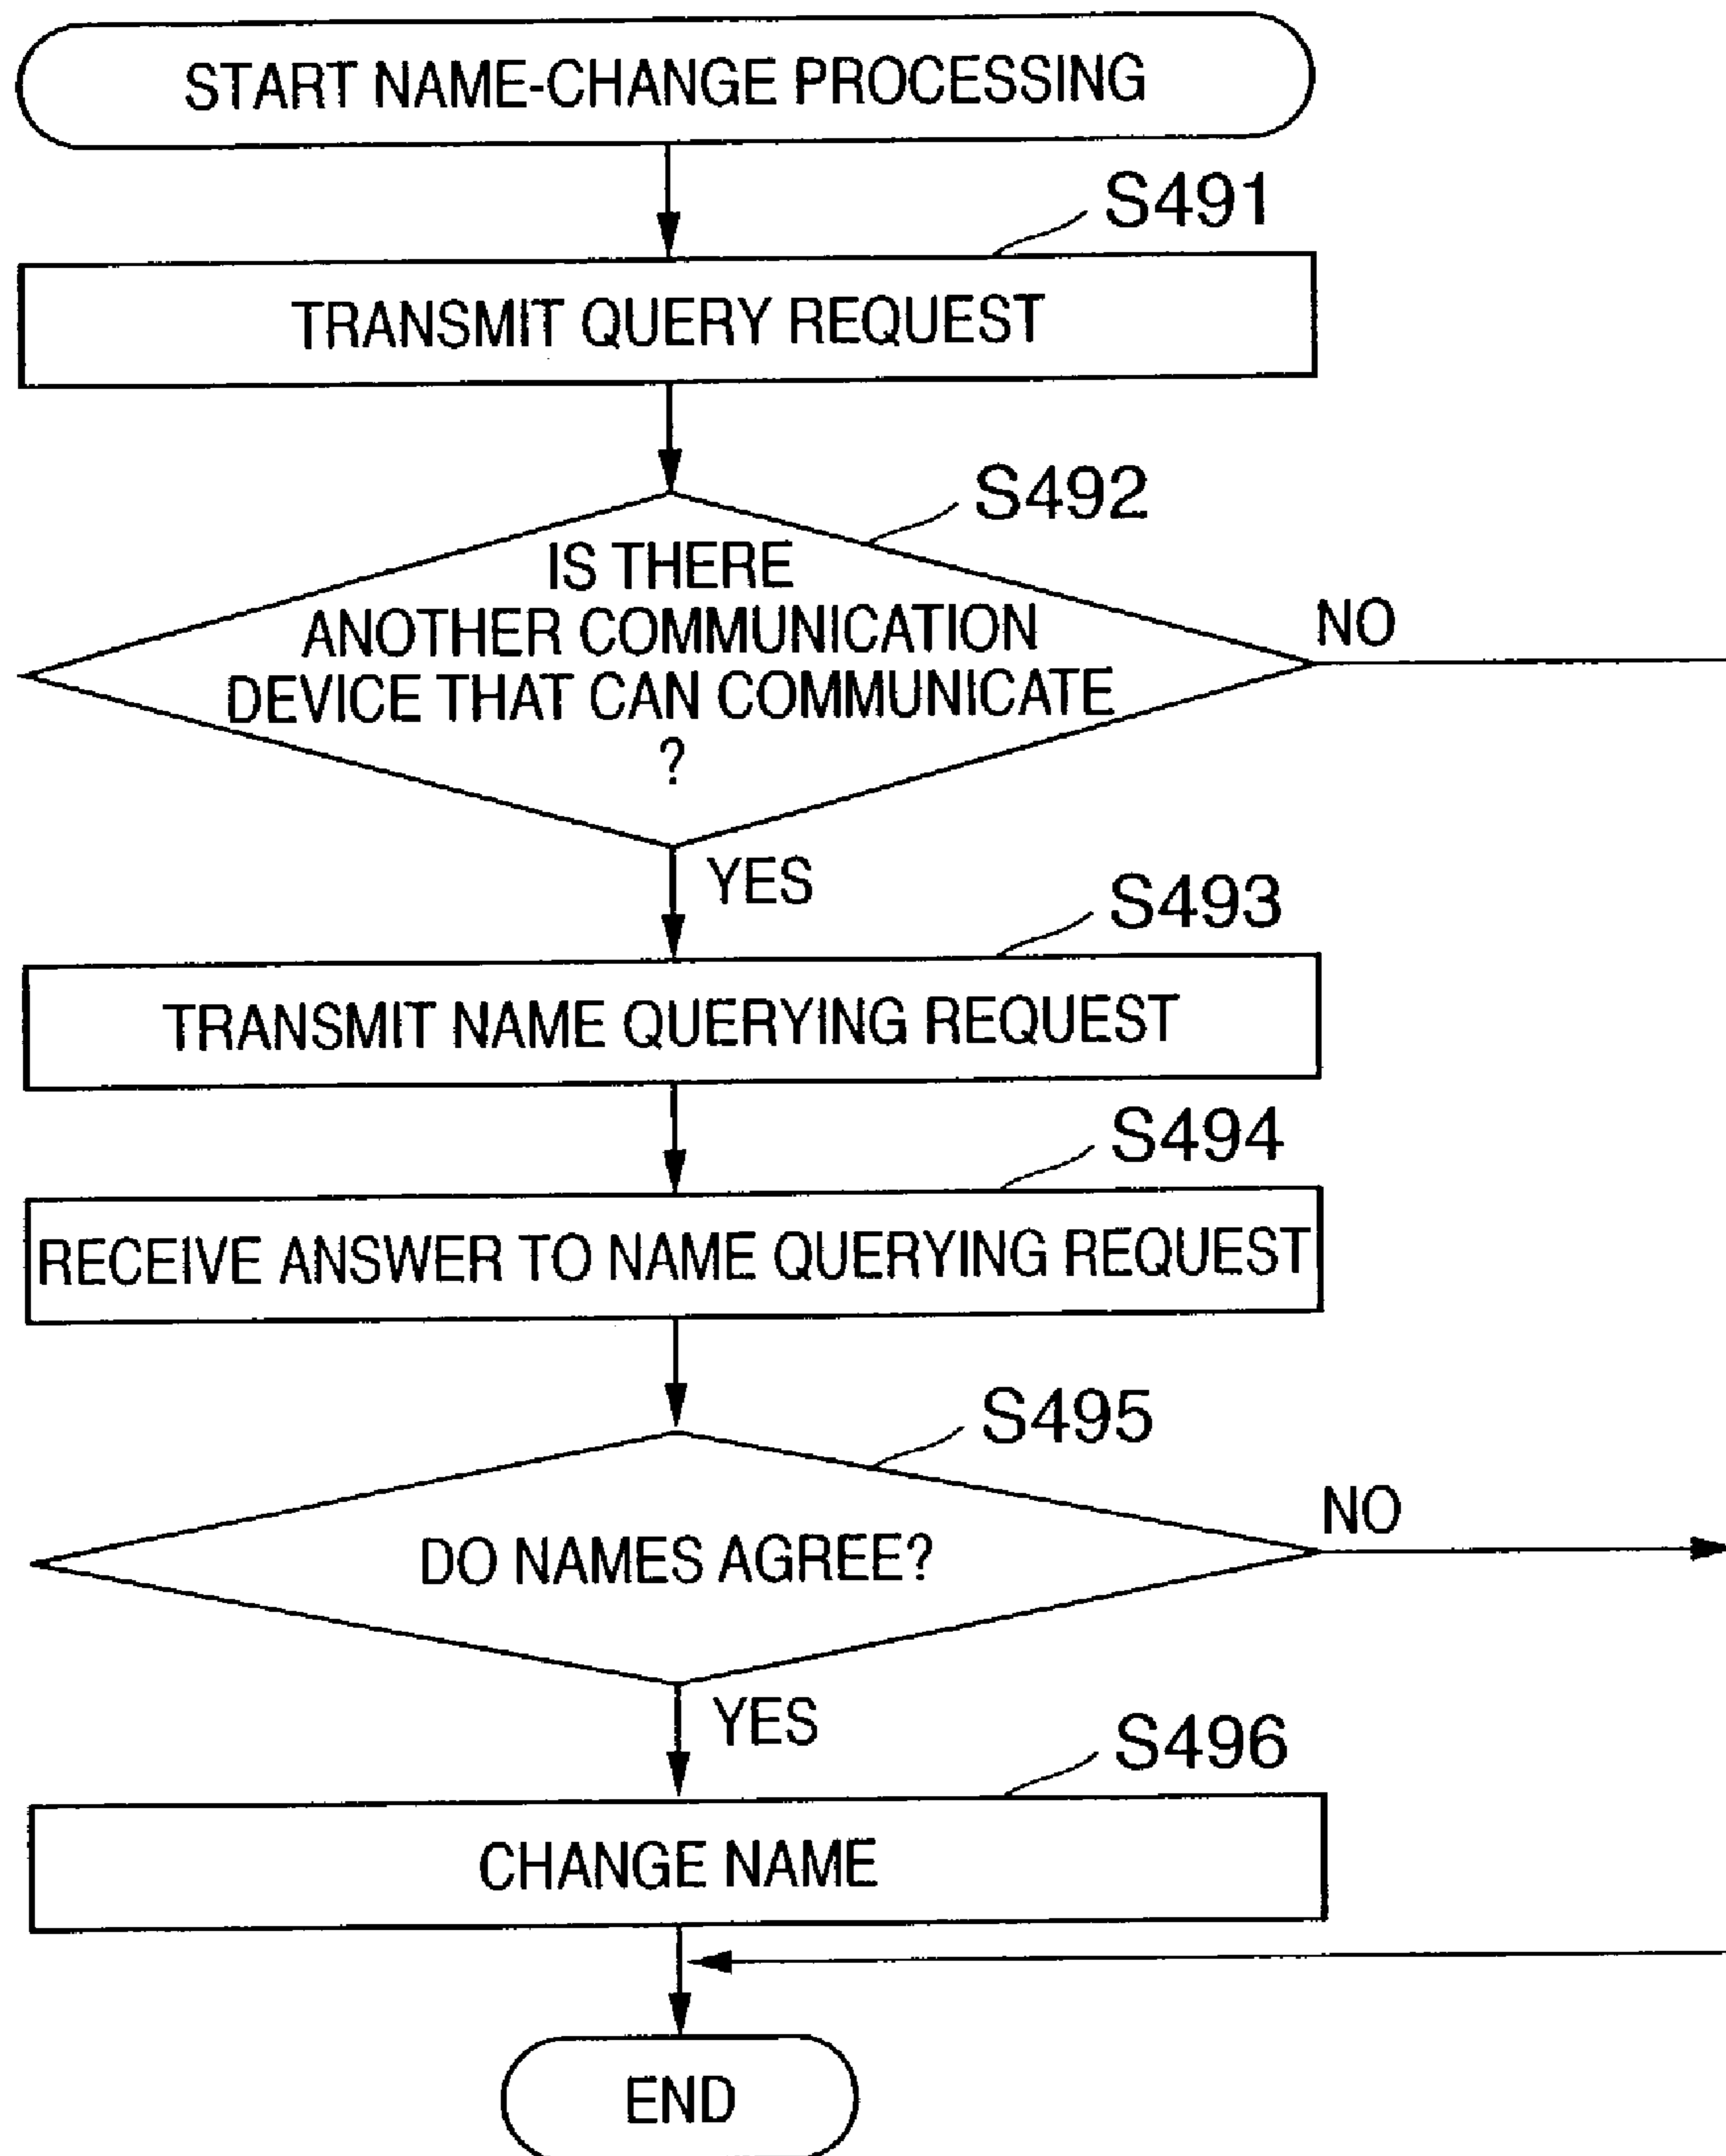 START NAME-CHANGE PROCESSING
S491
TRANSMIT QUERY REQUEST
S492
IS THERE
ANOTHER COMMUNICATION
DEVICE THAT CAN COMMUNICATE
?
NO
YES
S493
TRANSMIT NAME QUERYING REQUEST
S494
RECEIVE ANSWER TO NAME QUERYING REQUEST
S495
DO NAMES AGREE?
NO
YES
S496
CHANGE NAME
END